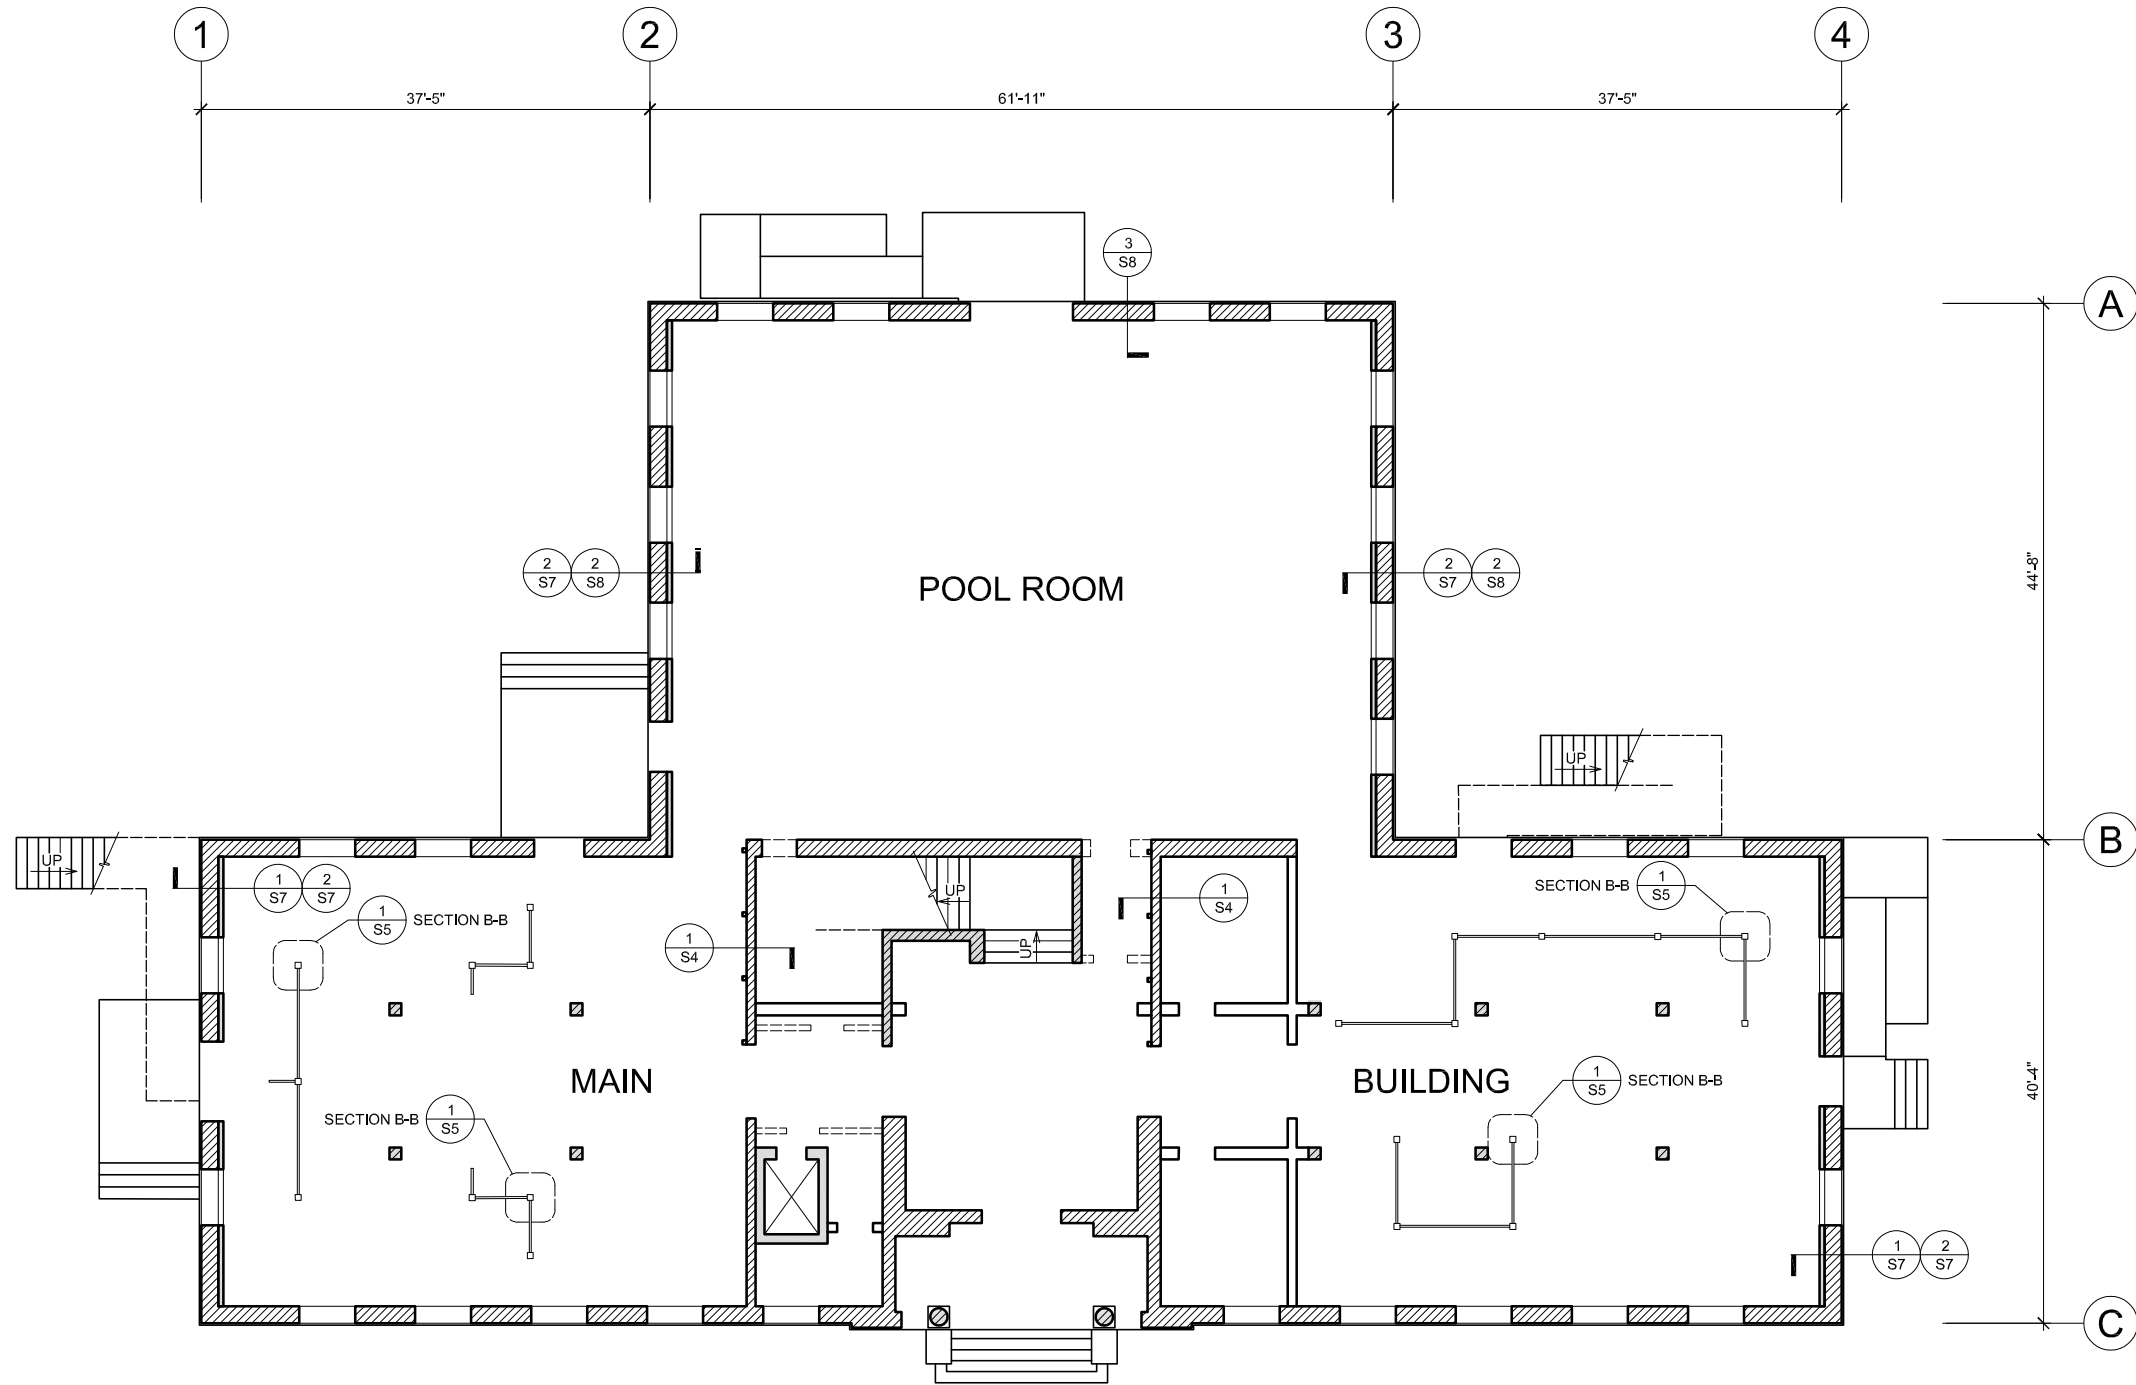 1
2
3
4
37'-5"
61'-11"
37'-5"
3
S8
A
2
S7
2
S8
POOL ROOM
2
S7
2
S8
44'-8"
UP
B
UP
1
S7
2
S7
1
S5
SECTION B-B
UP
1
S4
SECTION B-B
1
S5
1
S4
UP
MAIN
BUILDING
1
S5
SECTION B-B
40'-4"
SECTION B-B
1
S5
1
S7
2
S7
C